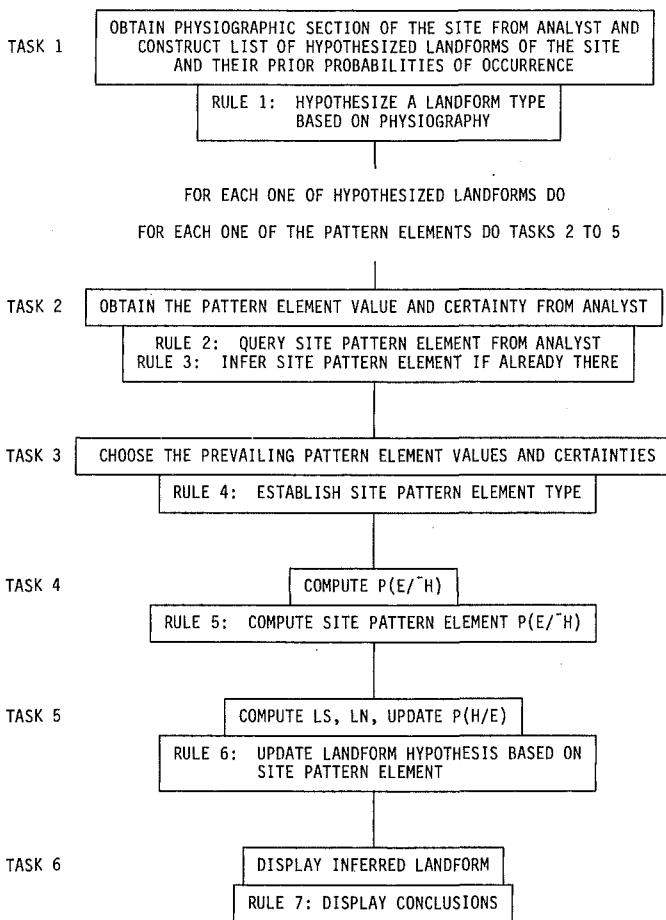 TASK 1
OBTAIN PHYSIOGRAPHIC SECTION OF THE SITE FROM ANALYST AND
CONSTRUCT LIST OF HYPOTHESIZED LANDFORMS OF THE SITE
AND THEIR PRIOR PROBABILITIES OF OCCURRENCE
RULE 1: HYPOTHESIZE A LANDFORM TYPE
BASED ON PHYSIOGRAPHY
FOR EACH ONE OF HYPOTHESIZED LANDFORMS DO
FOR EACH ONE OF THE PATTERN ELEMENTS DO TASKS 2 TO 5
TASK 2
OBTAIN THE PATTERN ELEMENT VALUE AND CERTAINTY FROM ANALYST
RULE 2: QUERY SITE PATTERN ELEMENT FROM ANALYST
RULE 3: INFER SITE PATTERN ELEMENT IF ALREADY THERE
TASK 3
CHOOSE THE PREVAILING PATTERN ELEMENT VALUES AND CERTAINTIES
RULE 4: ESTABLISH SITE PATTERN ELEMENT TYPE
TASK 4
COMPUTE P(E/¯H)
RULE 5: COMPUTE SITE PATTERN ELEMENT P(E/¯H)
TASK 5
COMPUTE LS, LN, UPDATE P(H/E)
RULE 6: UPDATE LANDFORM HYPOTHESIS BASED ON
SITE PATTERN ELEMENT
TASK 6
DISPLAY INFERRED LANDFORM
RULE 7: DISPLAY CONCLUSIONS